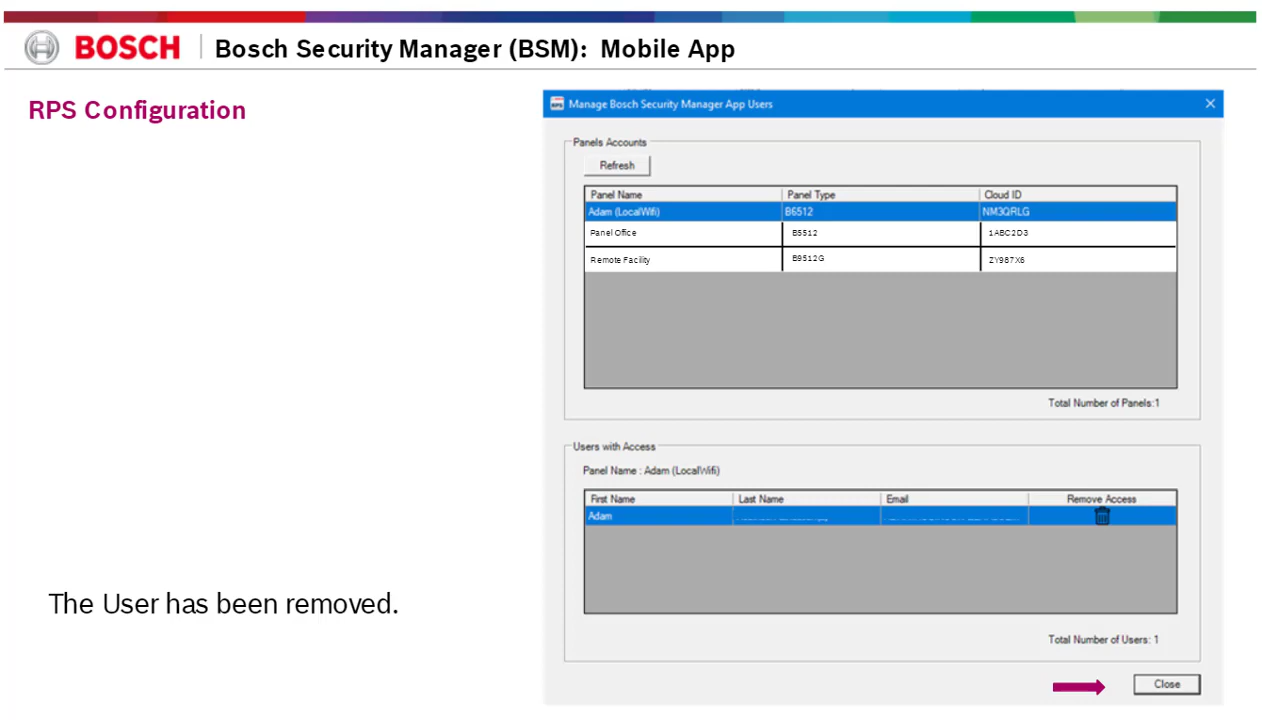 BOSCH
Bosch Security Manager (BSM): Mobile App
RPS Configuration
RPS Manage Bosch Security Manager App Users
Panels Accounts
Refresh
Panel Name Panel Type Cloud ID
Adam (LocalWifi) B6512 NM3QRLG
Panel Office B5512 1ABC2D3
Remote Facility B9512G ZY987X6
Total Number of Panels:1
Users with Access
Panel Name : Adam (LocalWifi)
First Name Last Name Email Remove Access
Adam
The User has been removed.
Total Number of Users: 1
Close